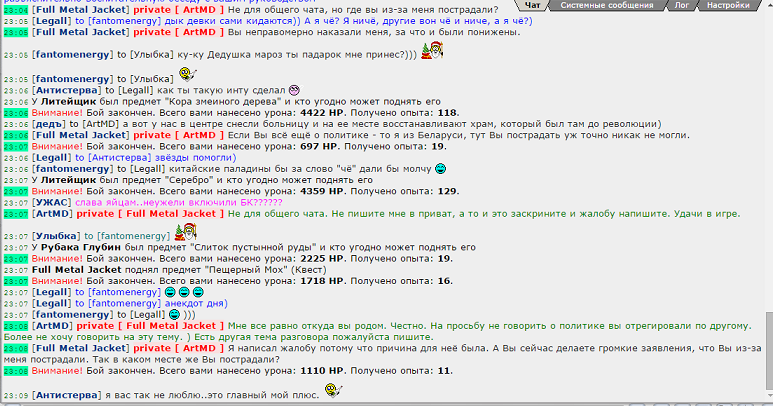 Чат Системные сообщения Лог Настройки
23:04 [Full Metal Jacket] private [ ArtMD ] Не для общего чата, но где вы из-за меня пострадали?
23:05 [Legall] to [fantomenergy] дык девки сами кидаются)) А я чё? Я ничё, другие вон чё и ниче, а я чё?)
23:05 [Full Metal Jacket] private [ ArtMD ] Вы неправомерно наказали меня, за что и были понижены.
23:05 [fantomenergy] to [Улыбка] ку-ку Дедушка мароз ты падарок мне принес?)))
23:05 [fantomenergy] to [Улыбка]
23:06 [Антистерва] to [Legall] как ты такую инту сделал
У Литейщик был предмет "Кора змеиного дерева" и кто угодно может поднять его
23:06 Внимание! Бой закончен. Всего вами нанесено урона: 4422 HP. Получено опыта: 118.
23:06 [дедъ] to [ArtMD] а вот у нас в центре снесли больницу и на ее месте восстанавливают храм, который был там до революции)
23:06 [Full Metal Jacket] private [ ArtMD ] Если Вы всё ещё о политике - то я из Беларуси, тут Вы пострадать уж точно никак не могли.
23:06 Внимание! Бой закончен. Всего вами нанесено урона: 697 HP. Получено опыта: 19.
23:06 [Legall] to [Антистерва] звёзды помогли)
23:06 [fantomenergy] to [Legall] китайские паладины бы за слово "чё" дали бы молчу
23:07 У Литейщик был предмет "Серебро" и кто угодно может поднять его
23:07 Внимание! Бой закончен. Всего вами нанесено урона: 4359 HP. Получено опыта: 129.
23:07 [УЖАС] слава яйцам..неужели включили БК??????
23:07 [ArtMD] private [ Full Metal Jacket ] Не для общего чата. Не пишите мне в приват, а то и это заскрините и жалобу напишите. Удачи в игре.
23:07 [Улыбка] to [fantomenergy]
23:07 У Рубака Глубин был предмет "Слиток пустынной руды" и кто угодно может поднять его
23:07 Внимание! Бой закончен. Всего вами нанесено урона: 2225 HP. Получено опыта: 19.
23:07 Full Metal Jacket поднял предмет "Пещерный Мох" (Квест)
23:07 Внимание! Бой закончен. Всего вами нанесено урона: 1718 HP. Получено опыта: 16.
23:07 [Legall] to [fantomenergy]
23:07 [Legall] to [fantomenergy] анекдот дня)
23:07 [fantomenergy] to [Legall] )))
23:08 [ArtMD] private [ Full Metal Jacket ] Мне все равно откуда вы родом. Честно. На просьбу не говорить о политике вы отрегировали по другому.
Более не хочу говорить на эту тему. ) Есть другая тема разговора пожалуйста пишите.
23:08 [Full Metal Jacket] private [ ArtMD ] Я написал жалобу потому что причина для неё была. А Вы сейчас делаете громкие заявления, что Вы из-за
меня пострадали. Так в каком месте же Вы пострадали?
23:08 Внимание! Бой закончен. Всего вами нанесено урона: 1110 HP. Получено опыта: 11.
23:09 [Антистерва] я вас так не люблю..это главный мой плюс.